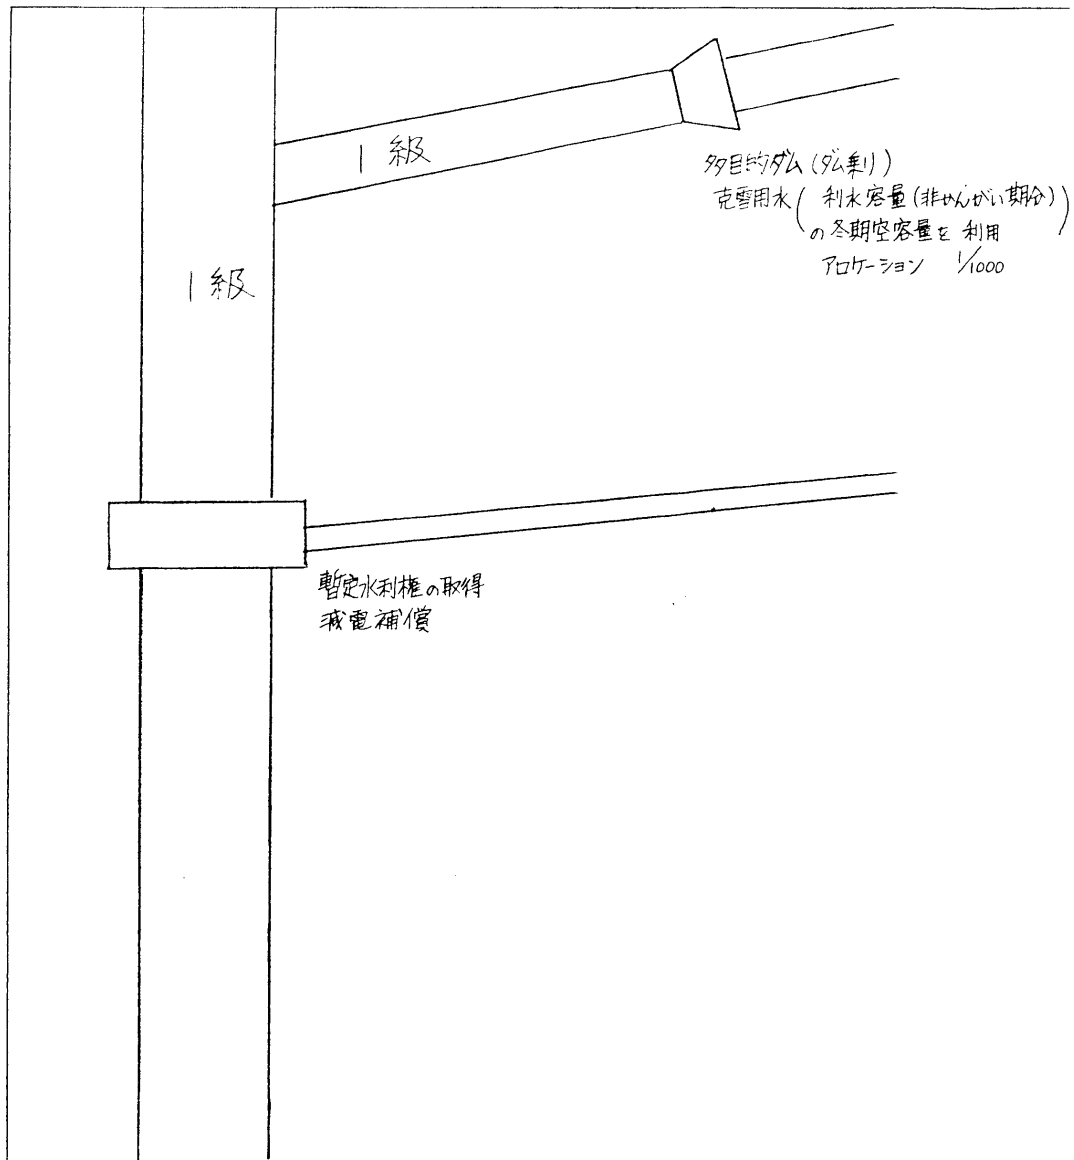 1級
多目的ダム (ダム乗り)
克雪用水 ( 利水容量 (非かんがい期分)
の冬期空容量を利用 )
アロケーション 1/1000
1級
暫定水利権の取得
減電補償